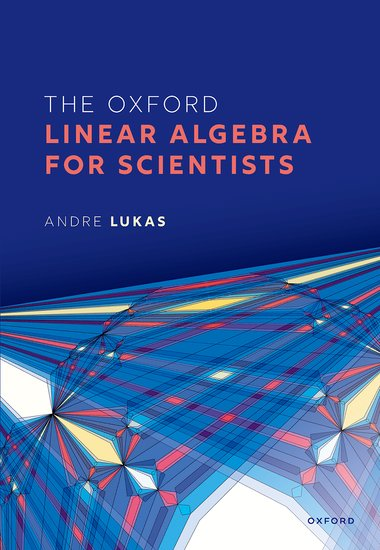 THE OXFORD
LINEAR ALGEBRA
FOR SCIENTISTS
ANDRE LUKAS
OXFORD